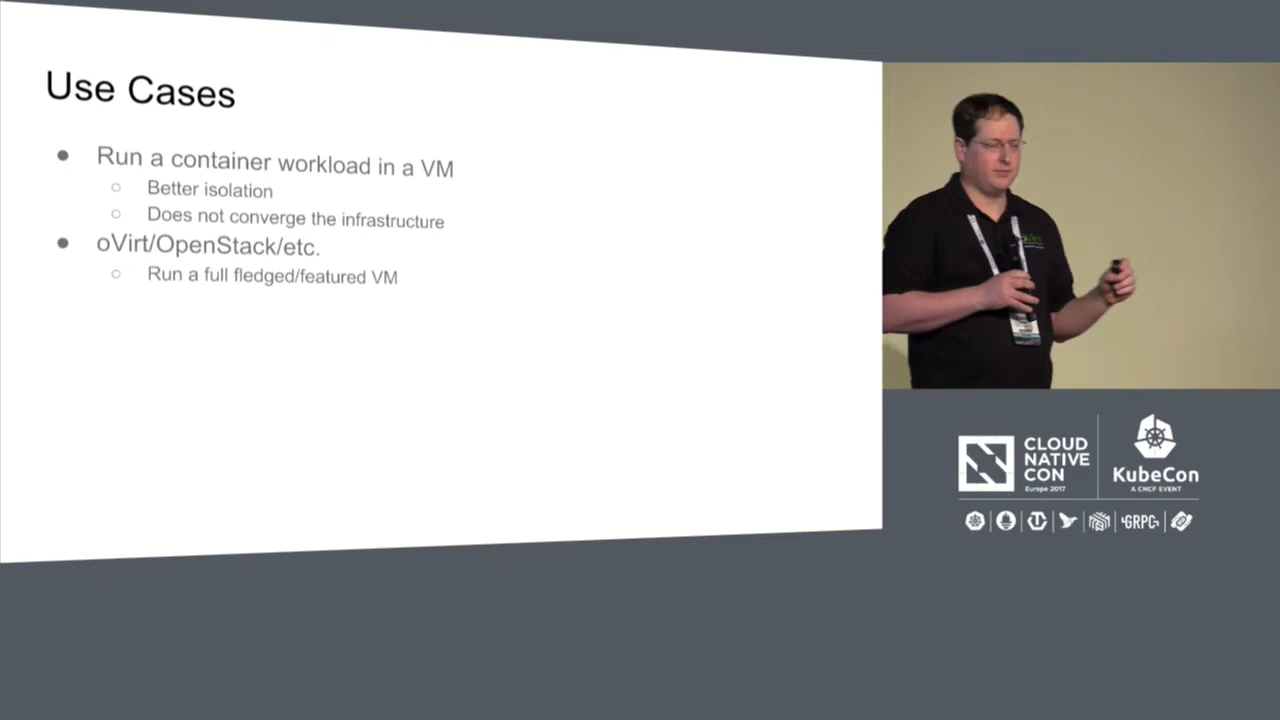 Use Cases
● Run a container workload in a VM
○ Better isolation
○ Does not converge the infrastructure
● oVirt/OpenStack/etc.
○ Run a full fledged/featured VM
CLOUD
NATIVE
CON
Europe 2017
KubeCon
A CNCF EVENT
GRPC